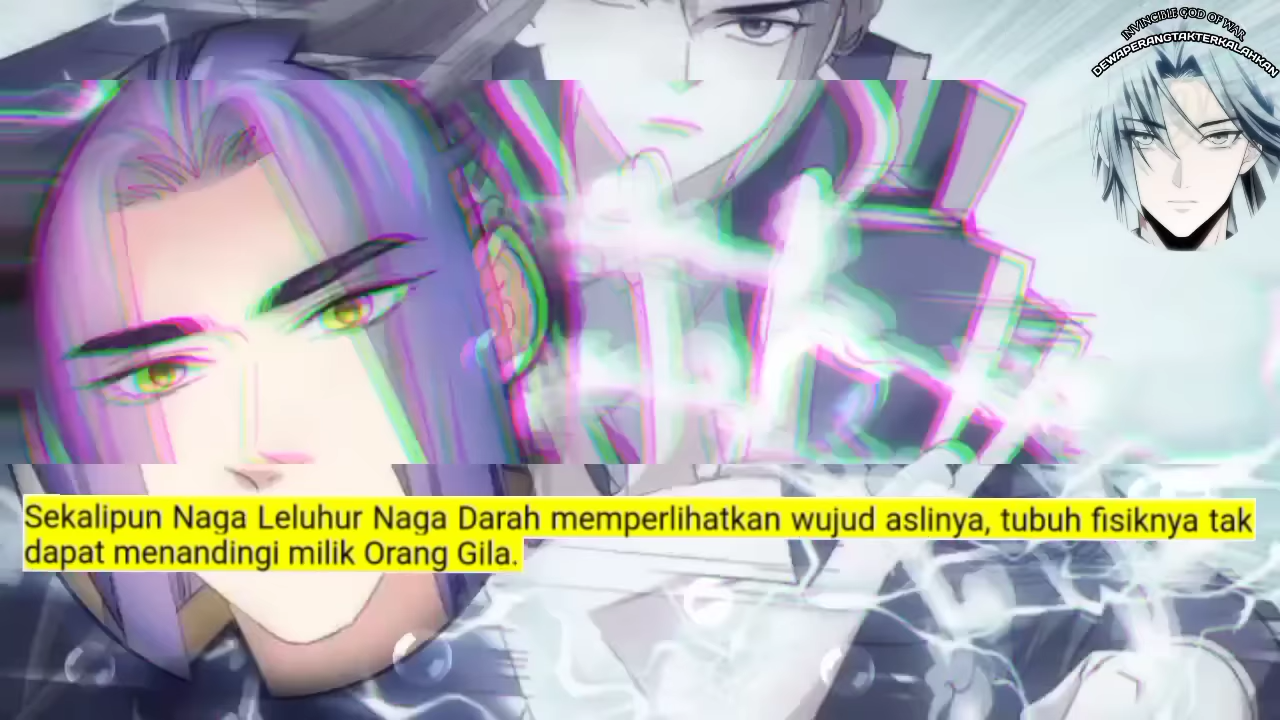 INVINCIBLE GOD OF WAR
DEWAPERANGTAKTERKALAHKAN
Sekalipun Naga Leluhur Naga Darah memperlihatkan wujud aslinya, tubuh fisiknya tak
dapat menandingi milik Orang Gila.